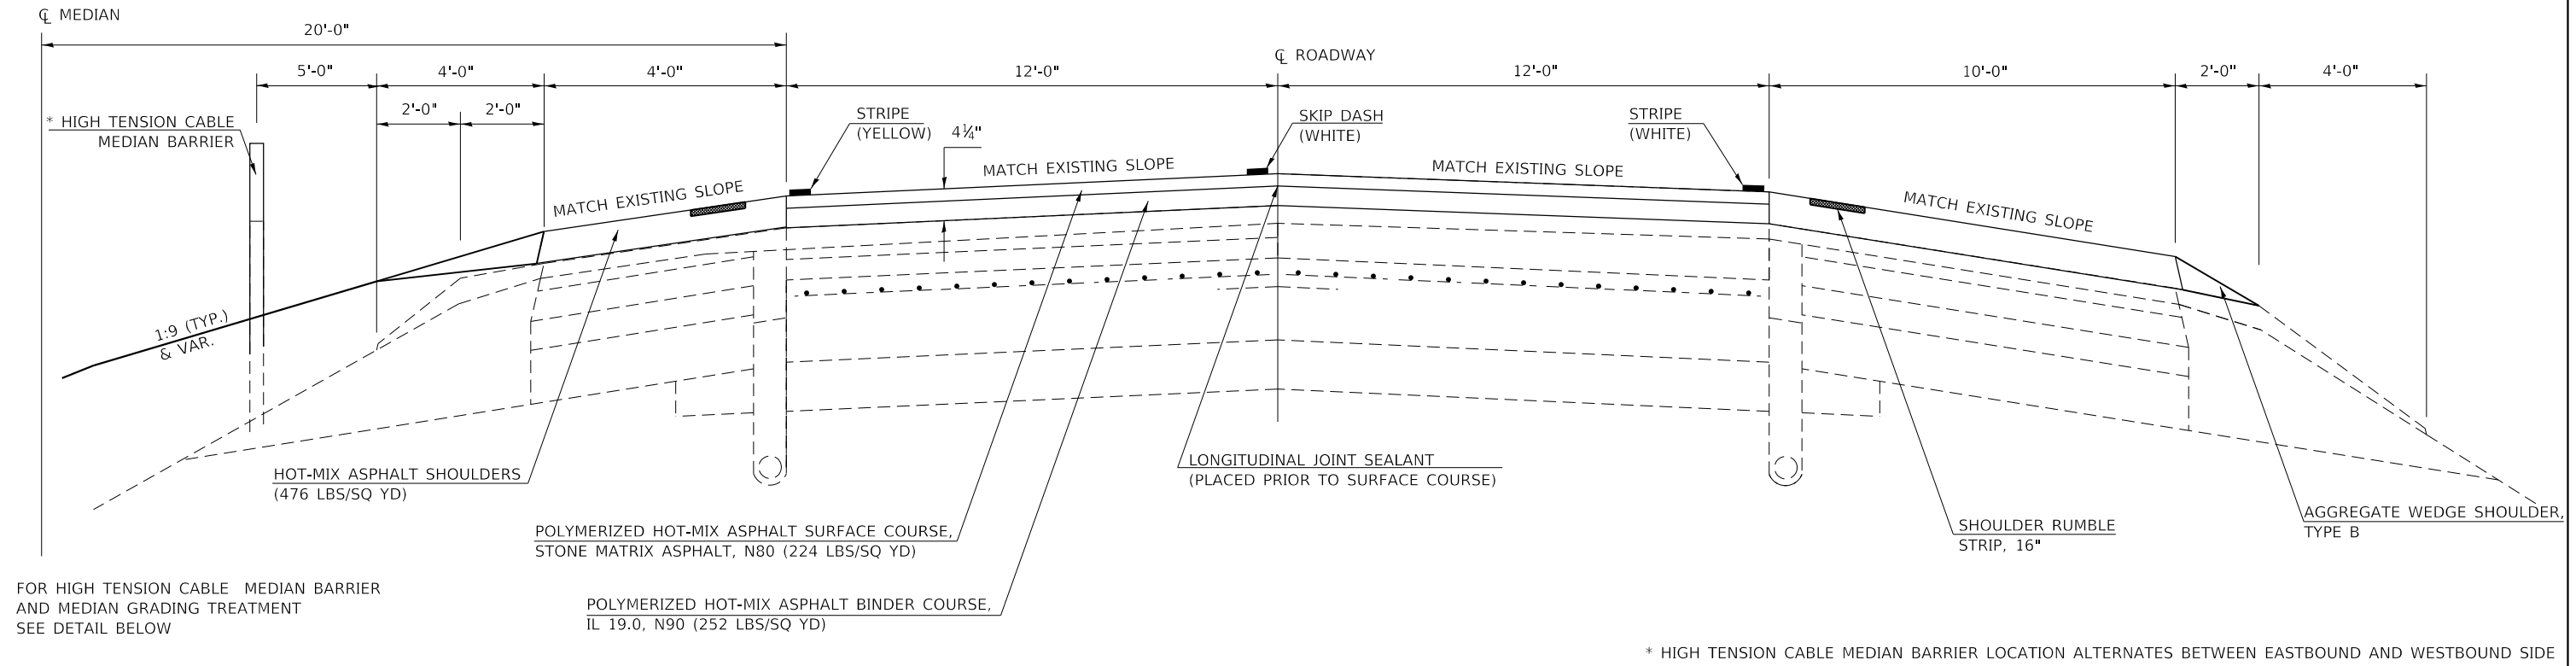 ℄ MEDIAN
20'-0"
℄ ROADWAY
5'-0"
4'-0"
4'-0"
12'-0"
12'-0"
10'-0"
2'-0"
4'-0"
2'-0"
2'-0"
* HIGH TENSION CABLE
MEDIAN BARRIER
STRIPE
(YELLOW)
4¼"
SKIP DASH
(WHITE)
STRIPE
(WHITE)
MATCH EXISTING SLOPE
MATCH EXISTING SLOPE
MATCH EXISTING SLOPE
MATCH EXISTING SLOPE
1:9 (TYP.)
& VAR.
HOT-MIX ASPHALT SHOULDERS
(476 LBS/SQ YD)
LONGITUDINAL JOINT SEALANT
(PLACED PRIOR TO SURFACE COURSE)
POLYMERIZED HOT-MIX ASPHALT SURFACE COURSE,
STONE MATRIX ASPHALT, N80 (224 LBS/SQ YD)
SHOULDER RUMBLE
STRIP, 16"
AGGREGATE WEDGE SHOULDER,
TYPE B
POLYMERIZED HOT-MIX ASPHALT BINDER COURSE,
IL 19.0, N90 (252 LBS/SQ YD)
FOR HIGH TENSION CABLE MEDIAN BARRIER
AND MEDIAN GRADING TREATMENT
SEE DETAIL BELOW
* HIGH TENSION CABLE MEDIAN BARRIER LOCATION ALTERNATES BETWEEN EASTBOUND AND WESTBOUND SIDE